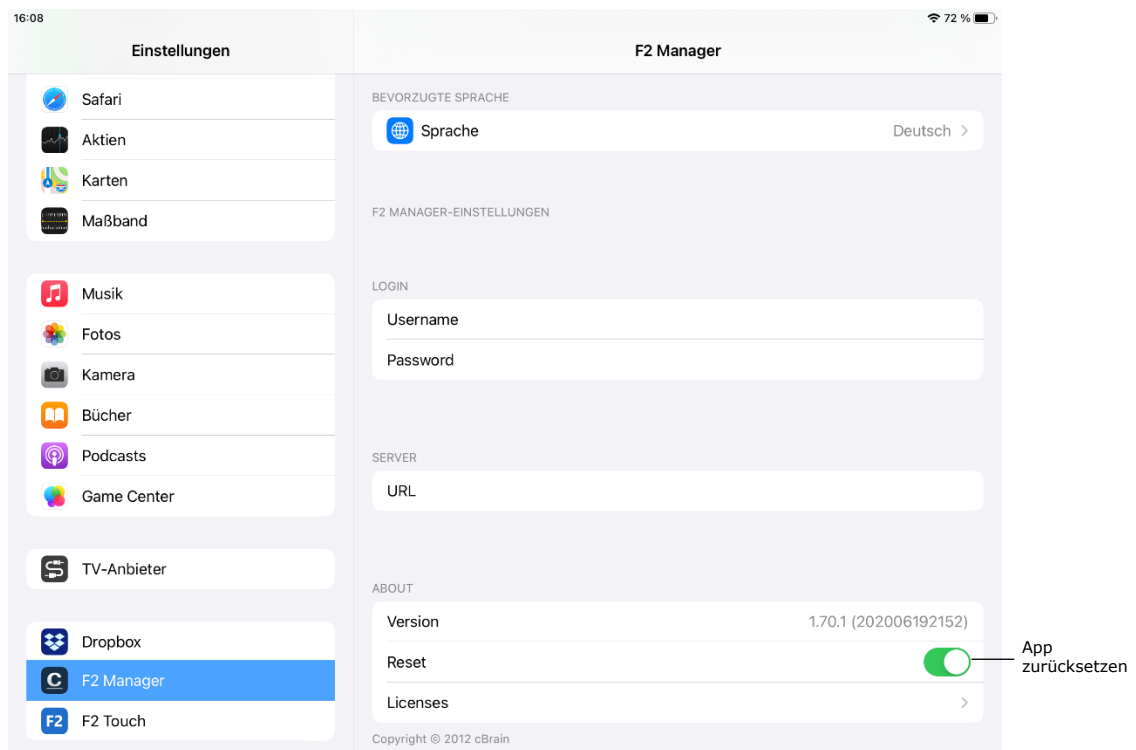 16:08
72 %
Einstellungen
Safari
Aktien
Karten
Maßband
Musik
Fotos
Kamera
Bücher
Podcasts
Game Center
TV-Anbieter
Dropbox
C F2 Manager
F2 F2 Touch
F2 Manager
BEVORZUGTE SPRACHE
Sprache Deutsch
F2 MANAGER-EINSTELLUNGEN
LOGIN
Username
Password
SERVER
URL
ABOUT
Version 1.70.1 (202006192152)
Reset
Licenses
Copyright © 2012 cBrain
App
zurücksetzen